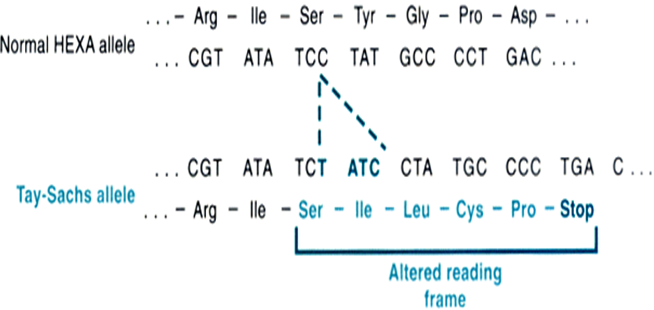 ... – Arg – Ile – Ser – Tyr – Gly – Pro – Asp – ...
Normal HEXA allele
... CGT ATA TCC TAT GCC CCT GAC ...
... CGT ATA TCT ATC CTA TGC CCC TGA C ...
Tay-Sachs allele
... – Arg – Ile – Ser – Ile – Leu – Cys – Pro – Stop
Altered reading
frame